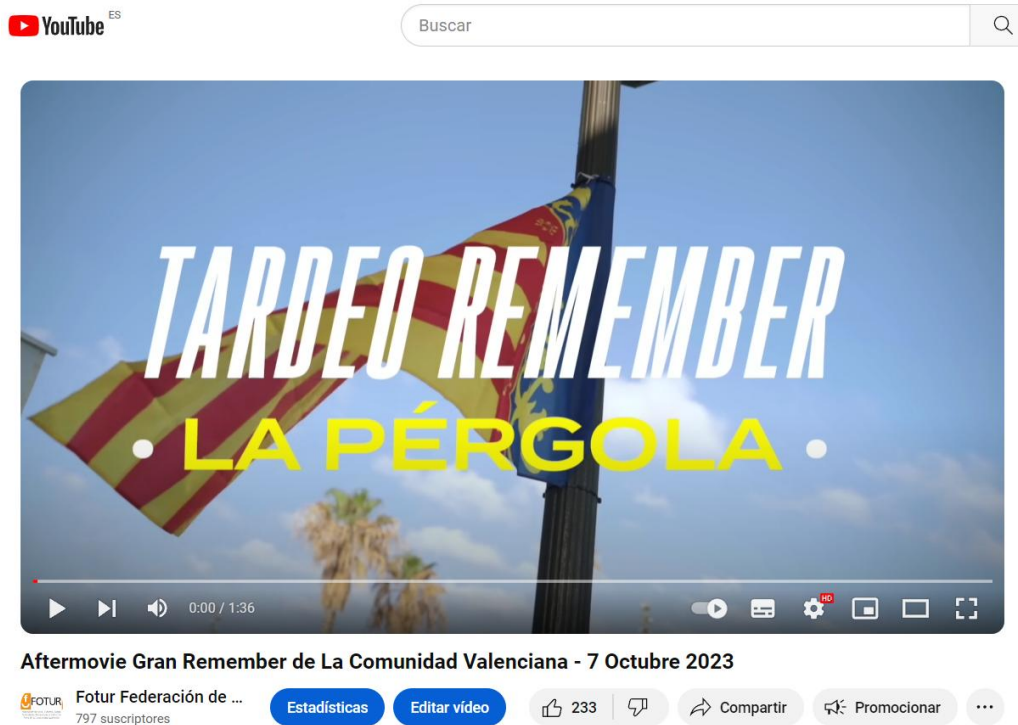 YouTube ES
Buscar
TARDEO REMEMBER
LA PÉRGOLA
0:00 / 1:36
HD
Aftermovie Gran Remember de La Comunidad Valenciana - 7 Octubre 2023
FOTUR
Fotur Federación de ...
797 suscriptores
Estadísticas
Editar vídeo
233
Compartir
Promocionar